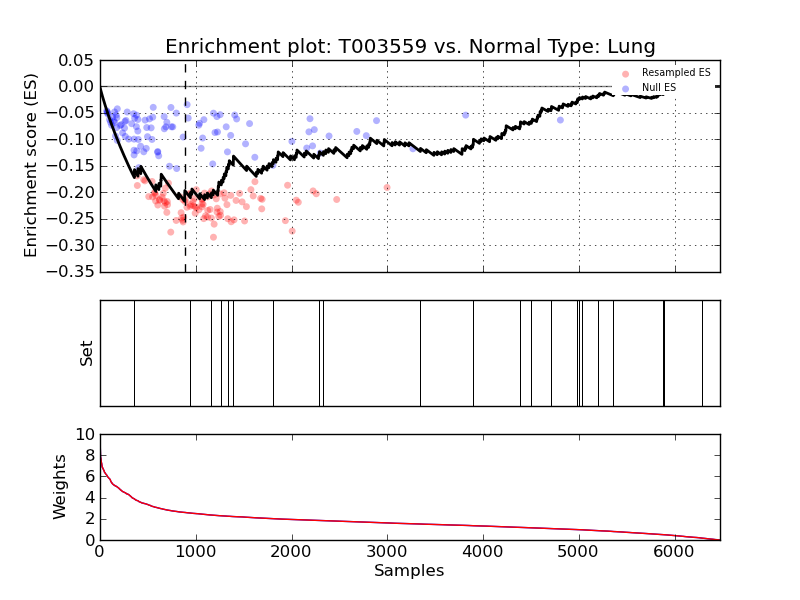 Enrichment plot: T003559 vs. Normal Type: Lung
Enrichment score (ES)
0.05
0.00
−0.05
−0.10
−0.15
−0.20
−0.25
−0.30
−0.35
Resampled ES
Null ES
Set
Weights
10
8
6
4
2
0
0 1000 2000 3000 4000 5000 6000
Samples